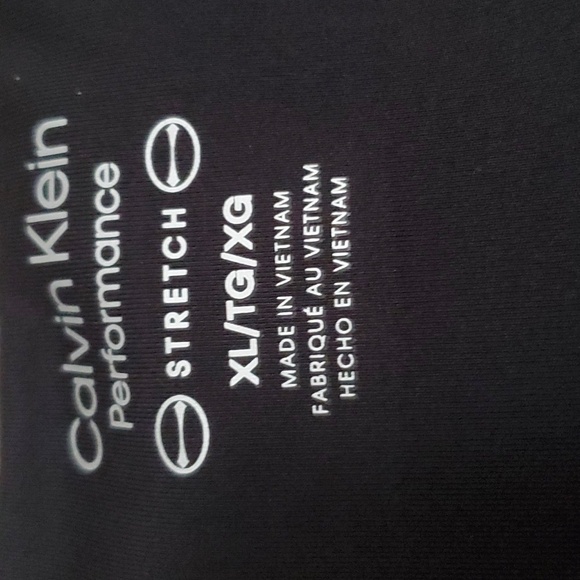 Calvin Klein
Performance
STRETCH
XL/TG/XG
MADE IN VIETNAM
FABRIQUÉ AU VIETNAM
HECHO EN VIETNAM